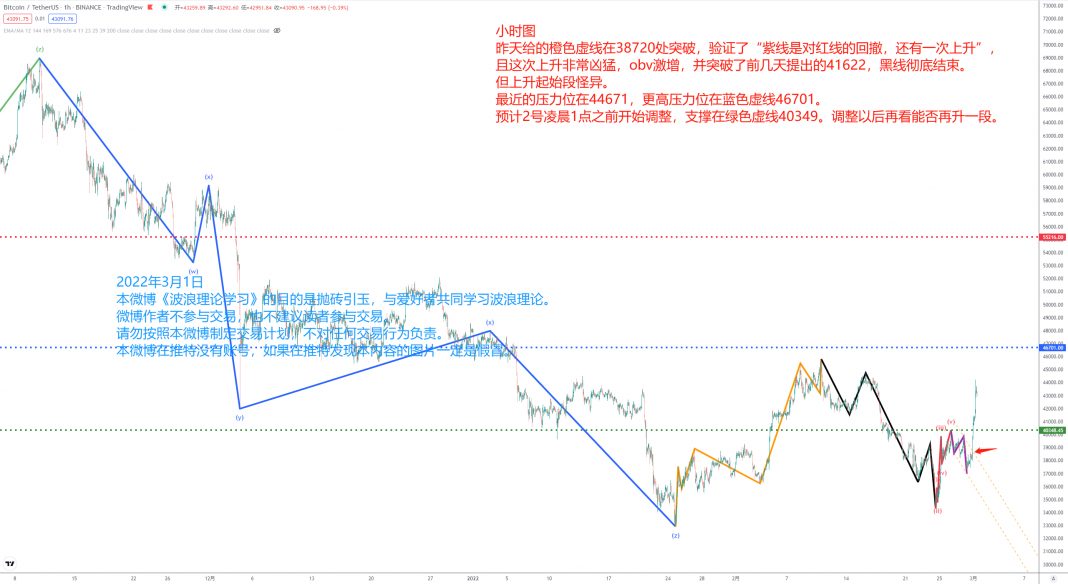 Bitcoin / TetherUS · 1h · BINANCE · TradingView 开=43259.89 高=43292.60 低=42951.84 收=43090.95 -168.95 (-0.39%)
43091.75 0.01 43091.76
EMA/MA 12 144 169 576 676 4 11 23 25 39 200 close close close close close close close close close close close
小时图
昨天给的橙色虚线在38720处突破，验证了“紫线是对红线的回撤，还有一次上升”，
且这次上升非常凶猛，obv激增，并突破了前几天提出的41622，黑线彻底结束。
但上升起始段怪异。
最近的压力位在44671，更高压力位在蓝色虚线46701。
预计2号凌晨1点之前开始调整，支撑在绿色虚线40349。调整以后再看能否再升一段。
(z)
(x)
(w)
2022年3月1日
本微博《波浪理论学习》的目的是抛砖引玉，与爱好者共同学习波浪理论。
微博作者不参与交易，也不建议读者参与交易。
请勿按照本微博制定交易计划，不对任何交易行为负责。
本微博在推特没有账号，如果在推特发现本内容的图片一定是假冒。
(x)
(y)
(z)
(v)
(iii)
(iv)
(ii)
73000.00
72000.00
71000.00
70000.00
69000.00
68000.00
67000.00
66000.00
65000.00
64000.00
63000.00
62000.00
61000.00
60000.00
59000.00
58000.00
57000.00
56000.00
55216.00
54000.00
53000.00
52000.00
51000.00
50000.00
49000.00
48000.00
46701.00
46000.00
45000.00
44000.00
43000.00
42000.00
41000.00
40348.45
39000.00
38000.00
37000.00
36000.00
35000.00
34000.00
33000.00
32000.00
31000.00
30000.00
8 15 22 26 12月 6 13 20 27 2022 5 10 17 24 28 2月 7 14 21 25 3月 7